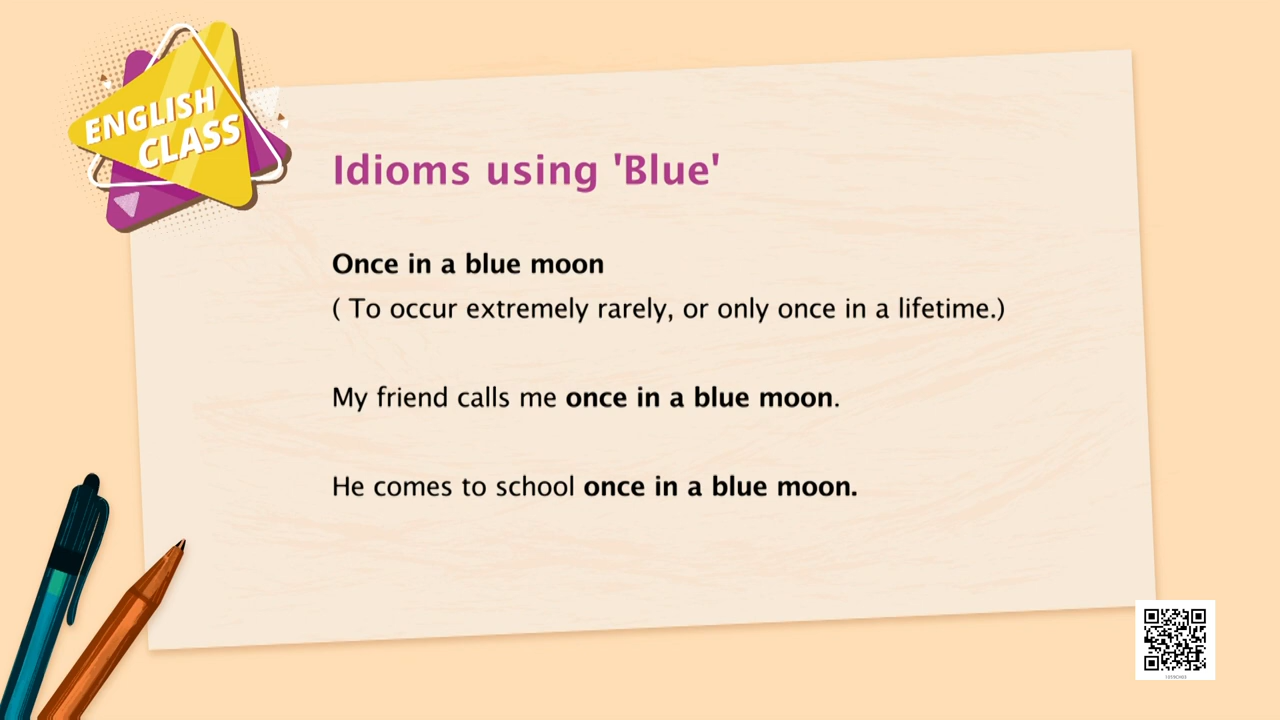 ENGLISH
CLASS
Idioms using 'Blue'
Once in a blue moon
( To occur extremely rarely, or only once in a lifetime.)
My friend calls me once in a blue moon.
He comes to school once in a blue moon.